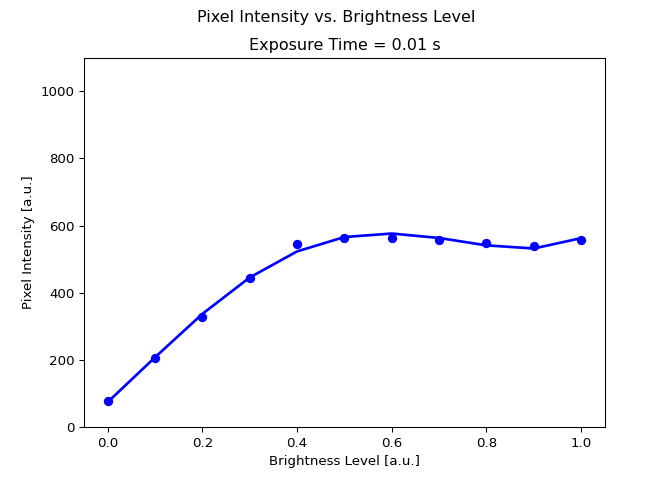 Pixel Intensity vs. Brightness Level
Exposure Time = 0.01 s
1000
800
600
400
200
0
Pixel Intensity [a.u.]
0.0 0.2 0.4 0.6 0.8 1.0
Brightness Level [a.u.]